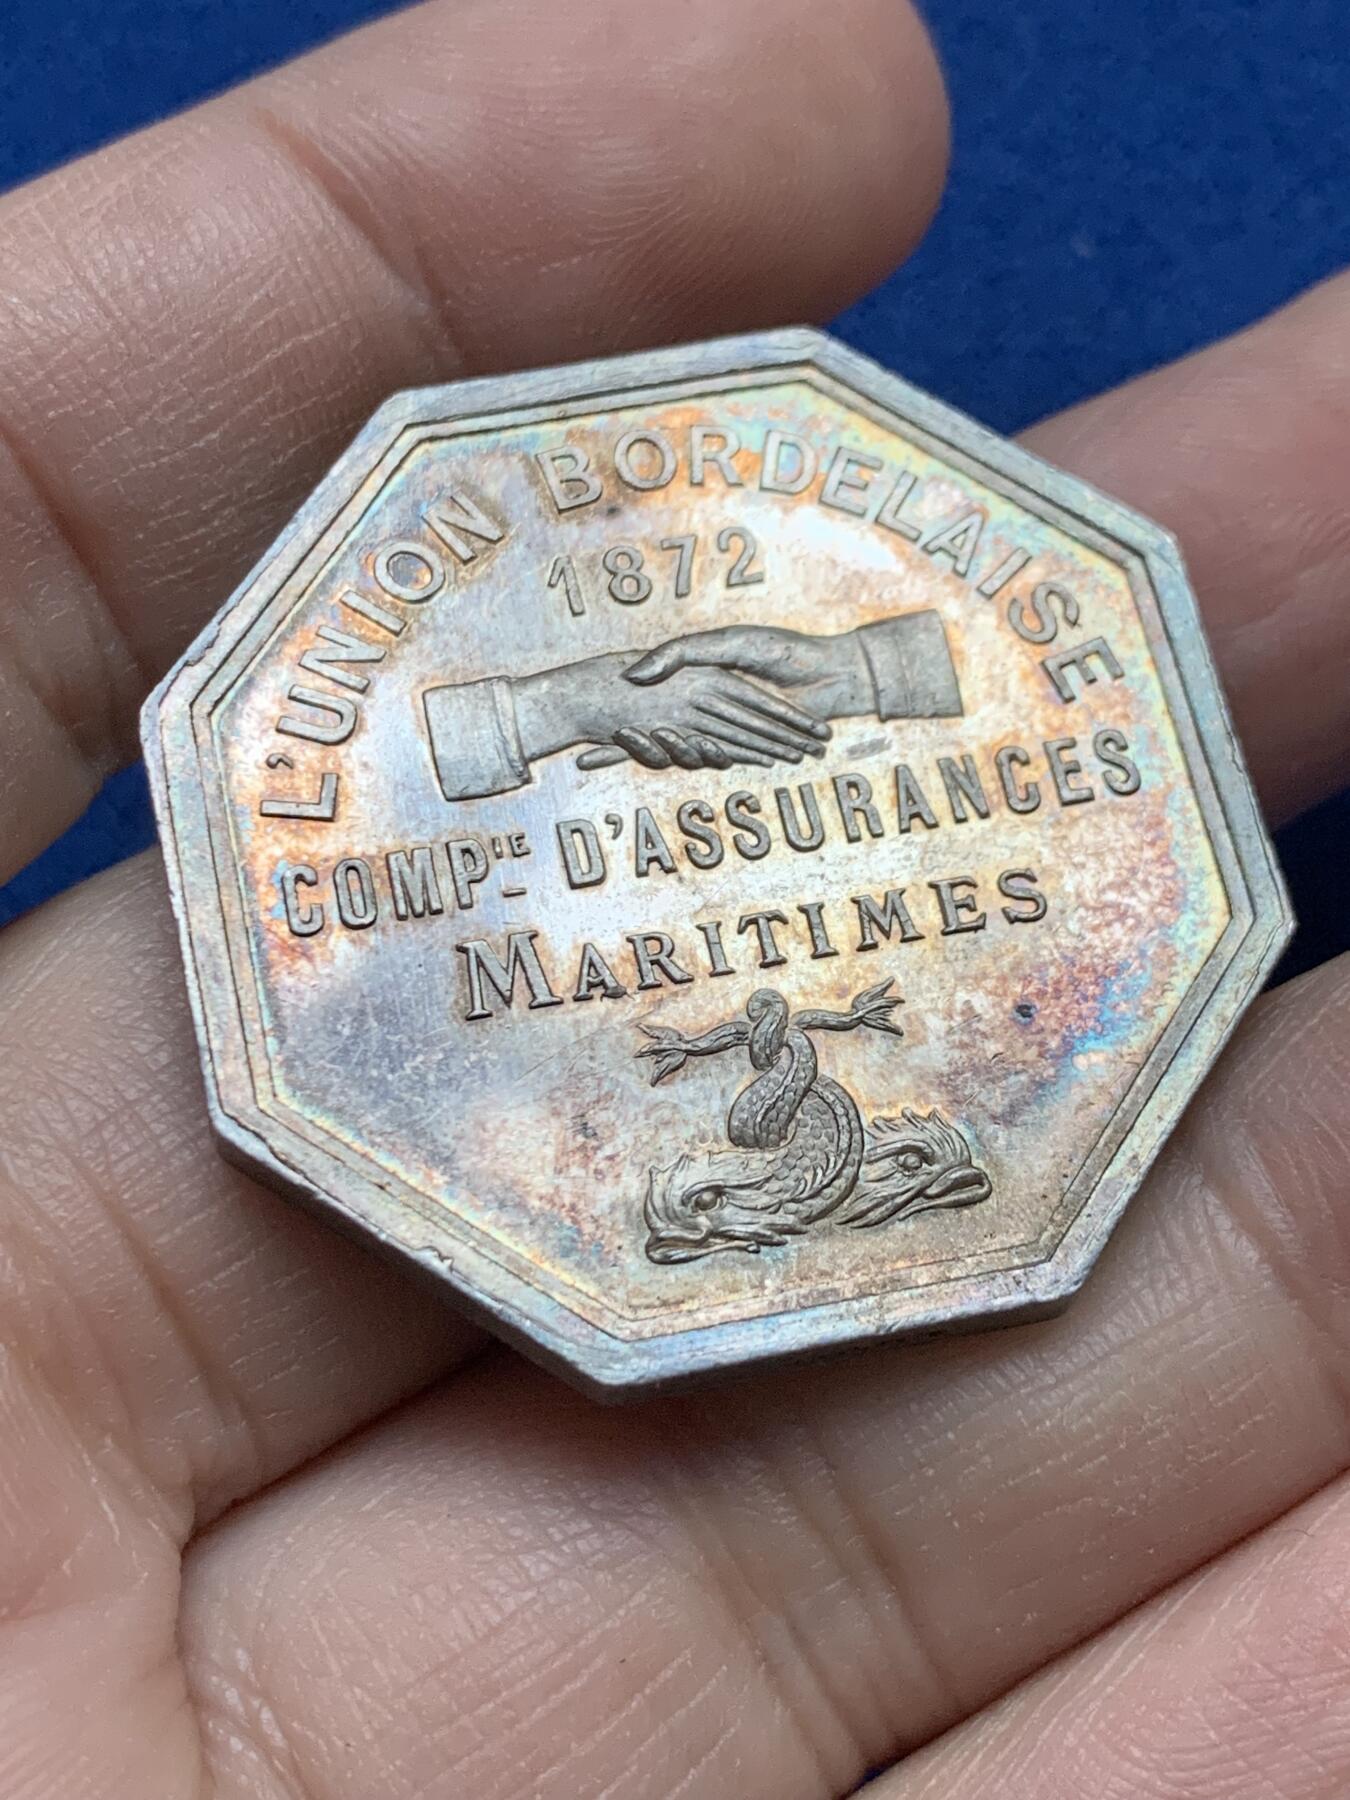 L'UNION BORDELAISE
1872
COMPIE D'ASSURANCES
MARITIMES